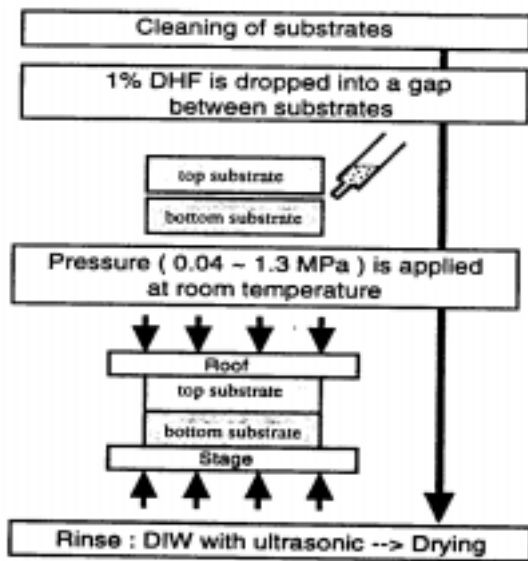 Cleaning of substrates
1% DHF is dropped into a gap
between substrates
top substrate
bottom substrate
Pressure ( 0.04 ~ 1.3 MPa ) is applied
at room temperature
Roof
top substrate
bottom substrate
Stage
Rinse : DIW with ultrasonic --> Drying